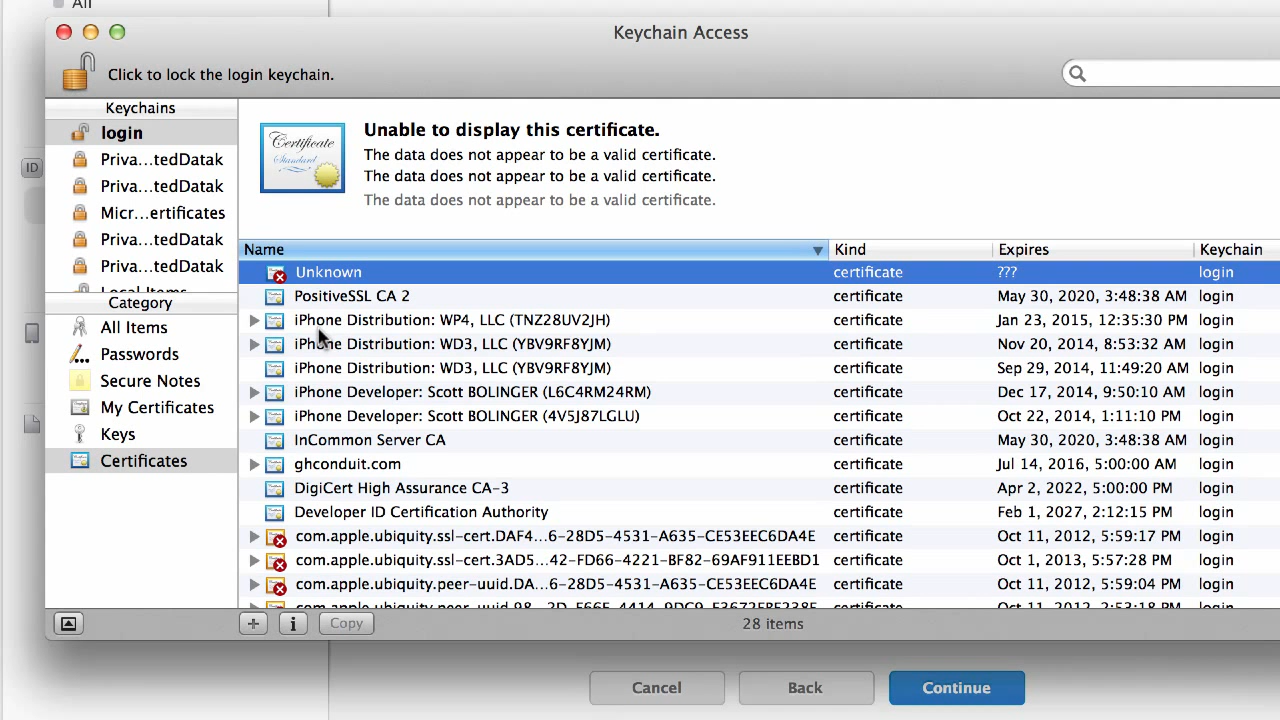 All
Keychain Access
Click to lock the login keychain.
Keychains
login
Priva...tedDatak
Priva...tedDatak
Micr...ertificates
Priva...tedDatak
Priva...tedDatak
Local Items
Category
All Items
Passwords
Secure Notes
My Certificates
Keys
Certificates
ID
Certificate
Standard
Unable to display this certificate.
The data does not appear to be a valid certificate.
The data does not appear to be a valid certificate.
The data does not appear to be a valid certificate.
Name Kind Expires Keychain
Unknown certificate ??? login
PositiveSSL CA 2 certificate May 30, 2020, 3:48:38 AM login
iPhone Distribution: WP4, LLC (TNZ28UV2JH) certificate Jan 23, 2015, 12:35:30 PM login
iPhone Distribution: WD3, LLC (YBV9RF8YJM) certificate Nov 20, 2014, 8:53:32 AM login
iPhone Distribution: WD3, LLC (YBV9RF8YJM) certificate Sep 29, 2014, 11:49:20 AM login
iPhone Developer: Scott BOLINGER (L6C4RM24RM) certificate Dec 17, 2014, 9:50:10 AM login
iPhone Developer: Scott BOLINGER (4V5J87LGLU) certificate Oct 22, 2014, 1:11:10 PM login
InCommon Server CA certificate May 30, 2020, 3:48:38 AM login
ghconduit.com certificate Jul 14, 2016, 5:00:00 AM login
DigiCert High Assurance CA-3 certificate Apr 2, 2022, 5:00:00 PM login
Developer ID Certification Authority certificate Feb 1, 2027, 2:12:15 PM login
com.apple.ubiquity.ssl-cert.DAF4...6-28D5-4531-A635-CE53EEC6DA4E certificate Oct 11, 2012, 5:59:17 PM login
com.apple.ubiquity.ssl-cert.3AD5...42-FD66-4221-BF82-69AF911EEBD1 certificate Oct 1, 2013, 5:57:28 PM login
com.apple.ubiquity.peer-uuid.DA...6-28D5-4531-A635-CE53EEC6DA4E certificate Oct 11, 2012, 5:59:04 PM login
Copy
28 items
Cancel
Back
Continue